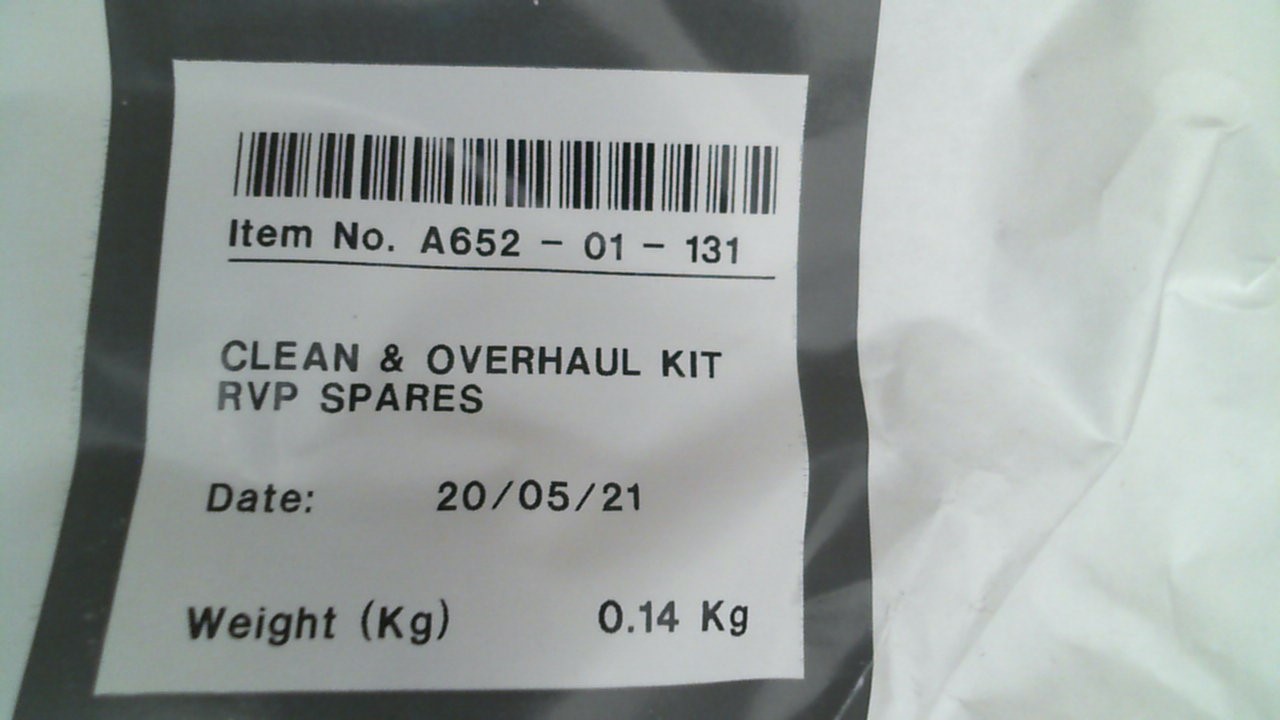 Item No. A652 - 01 - 131
CLEAN & OVERHAUL KIT
RVP SPARES
Date: 20/05/21
Weight (Kg) 0.14 Kg